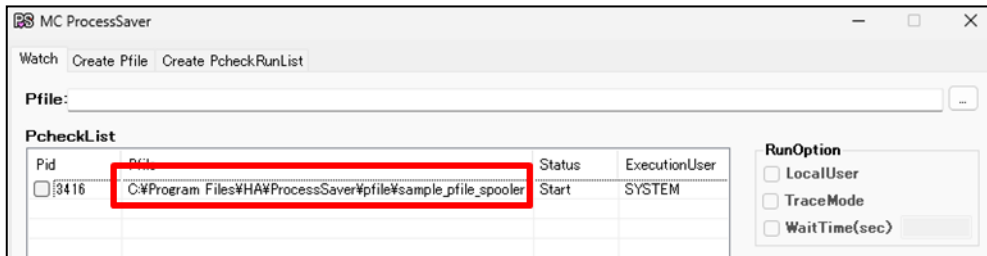 MC ProcessSaver
Watch Create Pfile Create PcheckRunList
Pfile: ...
PcheckList
Pid Pfile Status ExecutionUser
3416 C:¥Program Files¥HA¥ProcessSaver¥pfile¥sample_pfile_spooler Start SYSTEM
RunOption
LocalUser
TraceMode
WaitTime(sec)